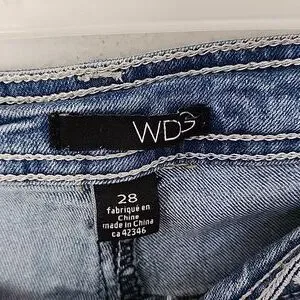 WDG
28
fabriqué en
Chine
made in China
ca 42346